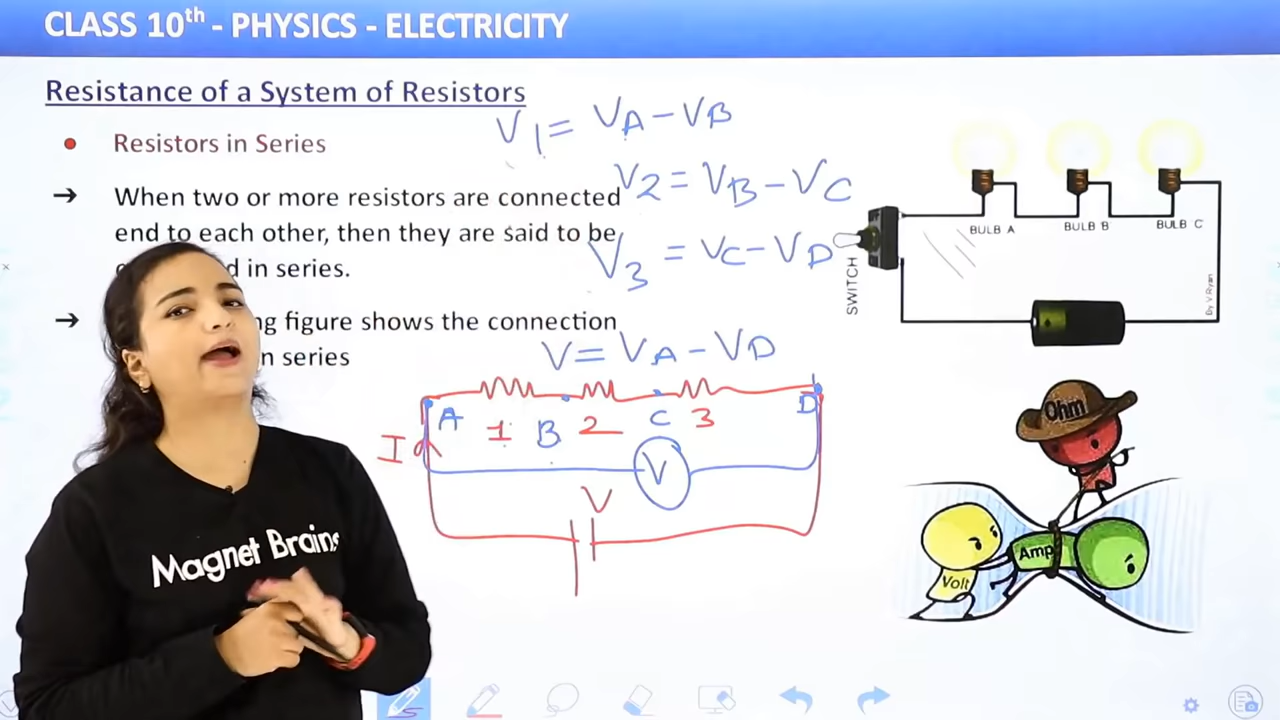 CLASS 10th - PHYSICS - ELECTRICITY
Resistance of a System of Resistors
V1 = VA - VB
• Resistors in Series
→ When two or more resistors are connected
V2 = VB - VC
end to each other, then they are said to be
V3 = VC - VD
d in series.
→ ng figure shows the connection
n series
V = VA - VD
A 1 B 2 C 3 D
I
V
V
BULB A
BULB B
BULB C
SWITCH
By V.Ryan
Ohm
Amp
Volt
Magnet Brains